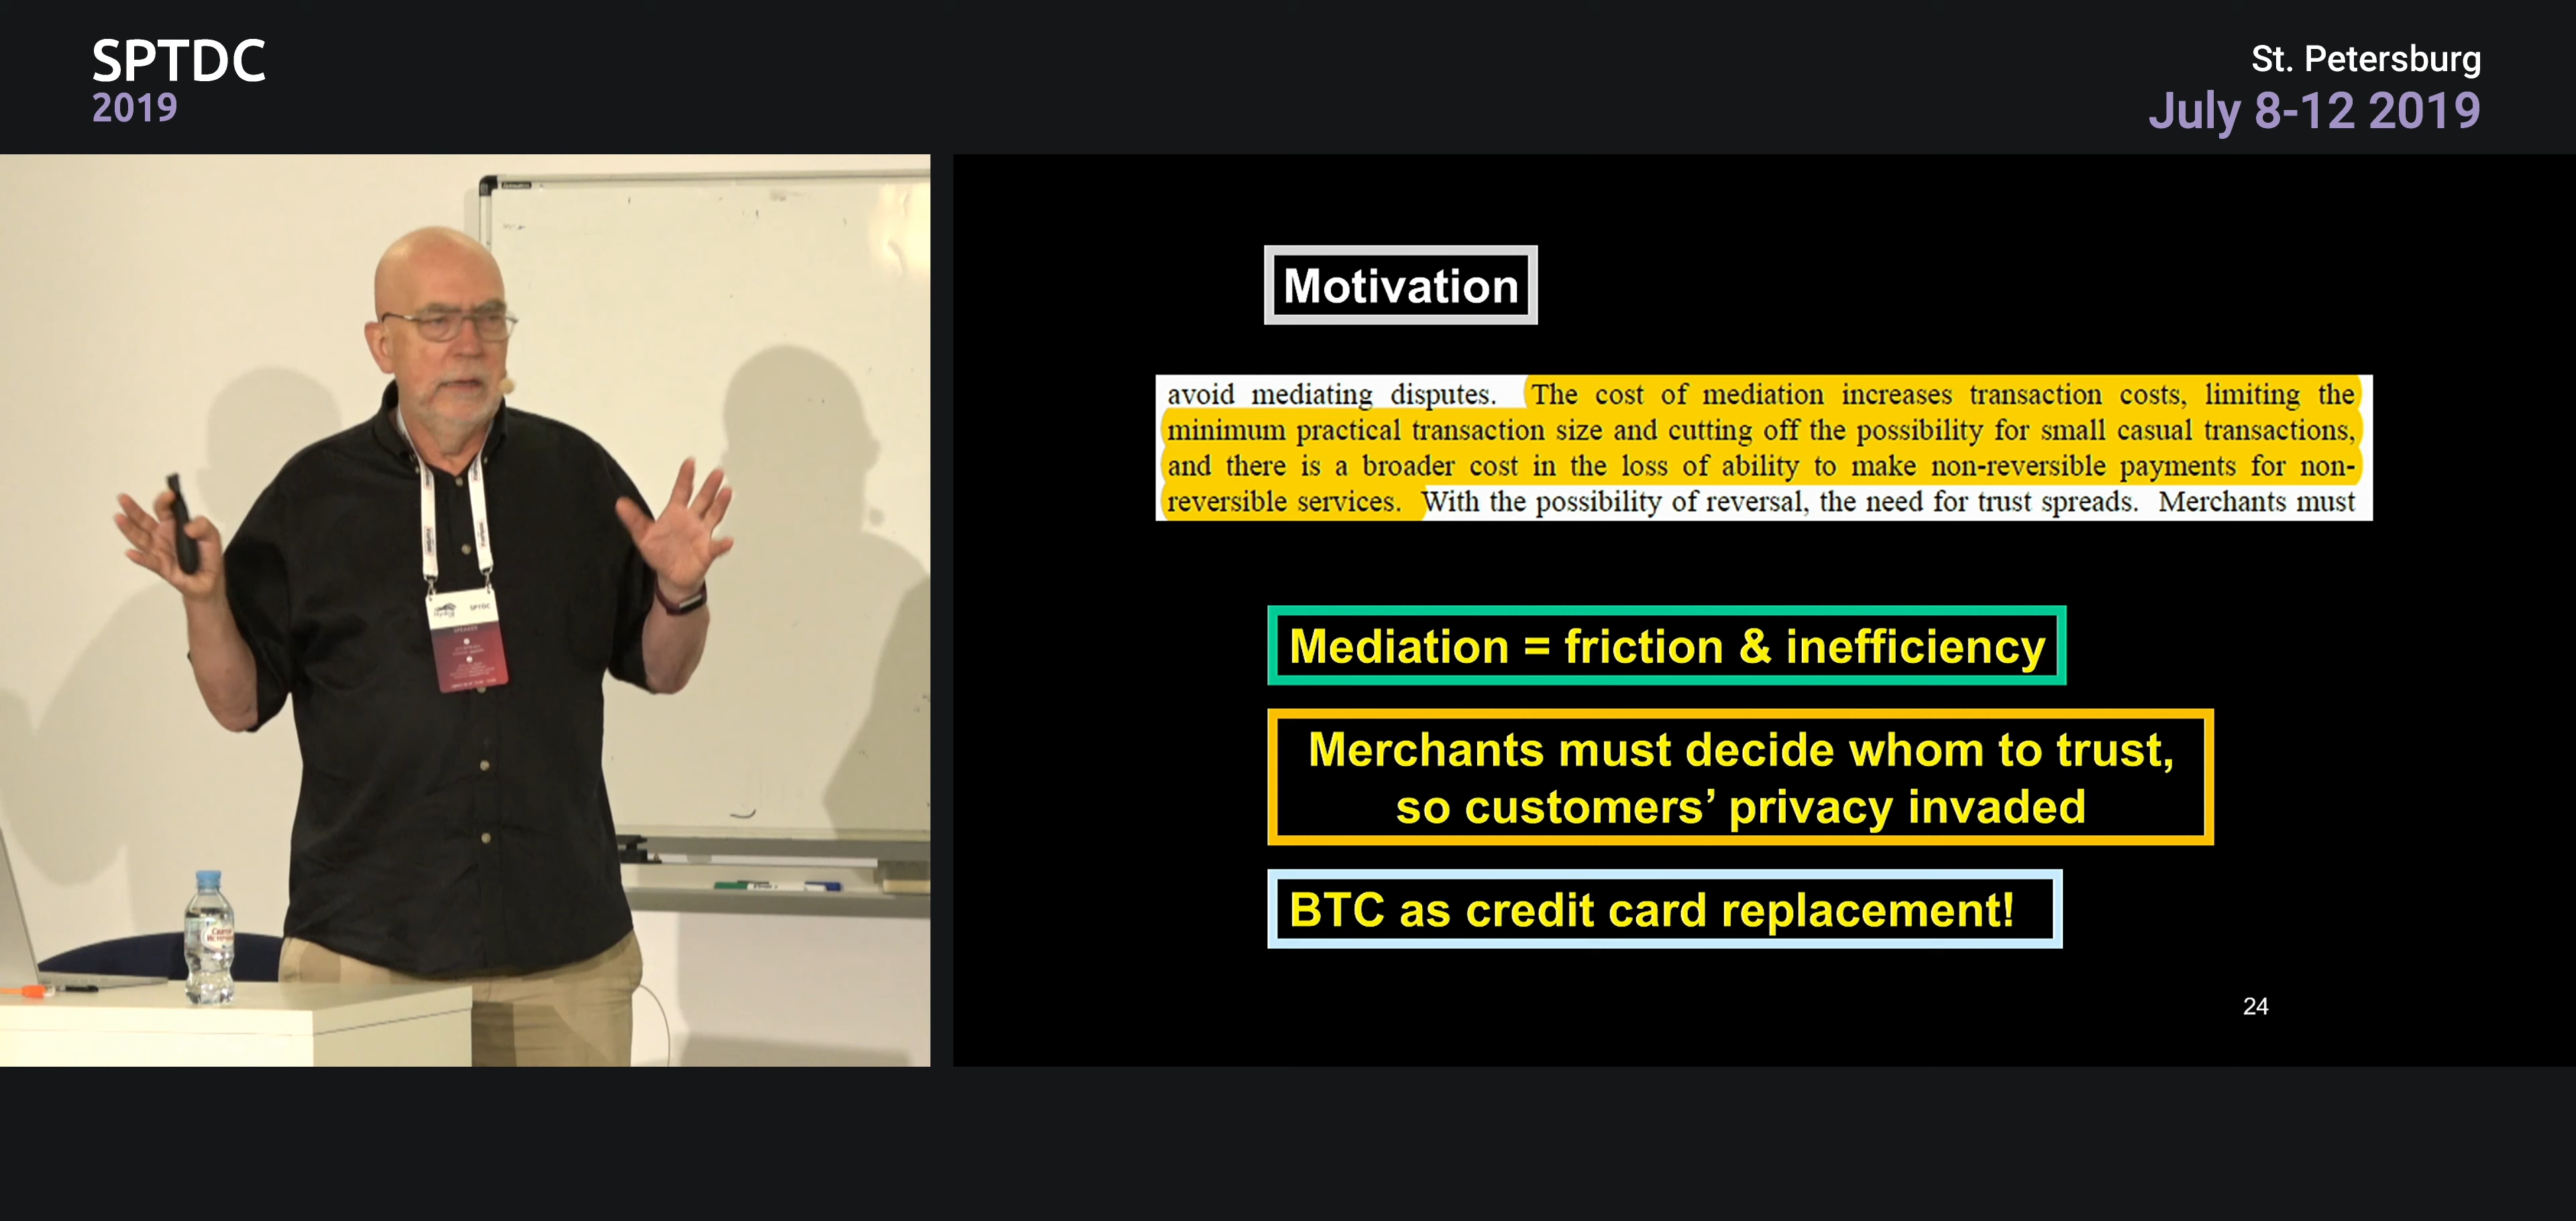 SPTDC
2019
St. Petersburg
July 8-12 2019
SPTDC
SPEAKER
Motivation
avoid mediating disputes. The cost of mediation increases transaction costs, limiting the
minimum practical transaction size and cutting off the possibility for small casual transactions,
and there is a broader cost in the loss of ability to make non-reversible payments for non-
reversible services. With the possibility of reversal, the need for trust spreads. Merchants must
Mediation = friction & inefficiency
Merchants must decide whom to trust,
so customers’ privacy invaded
BTC as credit card replacement!
24